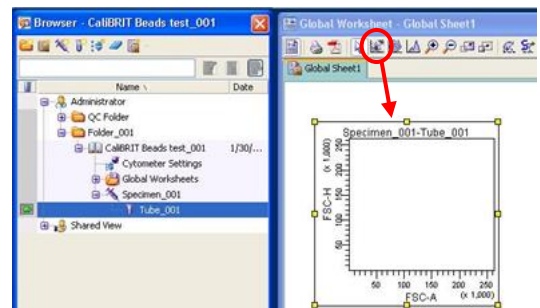 Browser - CaliBRIT Beads test_001
Name \
Date
Administrator
QC Folder
Folder_001
CaliBRIT Beads test_001 1/30/...
Cytometer Settings
Global Worksheets
Specimen_001
Tube_001
Shared View
Global Worksheet - Global Sheet1
Global Sheet1
Specimen_001-Tube_001
(x 1,000)
FSC-H
250
200
150
100
50
50 100 150 200 250
FSC-A (x 1,000)